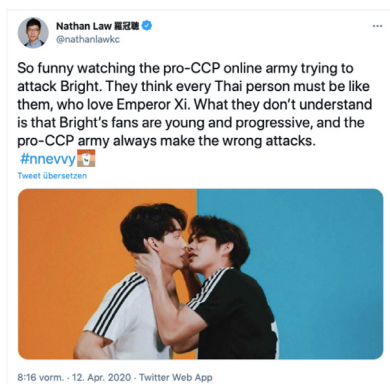 Nathan Law 羅冠聰
@nathanlawkc
So funny watching the pro-CCP online army trying to
attack Bright. They think every Thai person must be like
them, who love Emperor Xi. What they don't understand
is that Bright's fans are young and progressive, and the
pro-CCP army always make the wrong attacks.
#nnevvy
Tweet übersetzen
8:16 vorm. · 12. Apr. 2020 · Twitter Web App